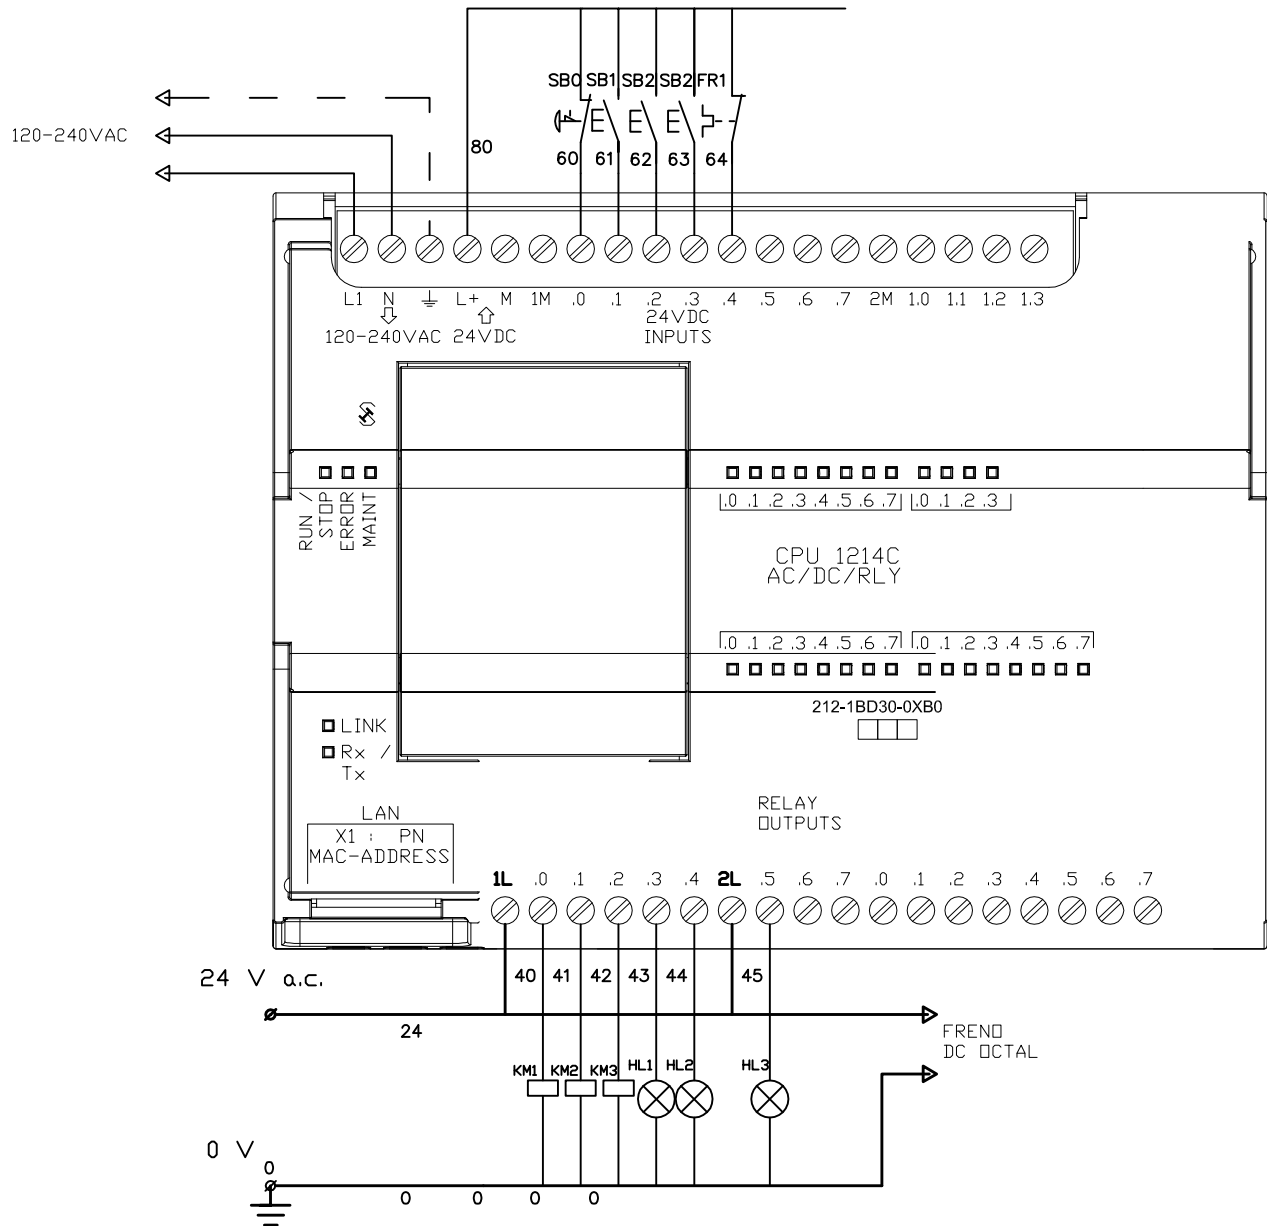 SB0 SB1 SB2 SB2 FR1
120-240VAC
80 60 61 62 63 64
L1 N L+ M 1M .0 .1 .2 .3 .4 .5 .6 .7 2M 1.0 1.1 1.2 1.3
120-240VAC 24VDC
24VDC
INPUTS
RUN /
STOP
ERROR
MAINT
.0 .1 .2 .3 .4 .5 .6 .7 .0 .1 .2 .3
CPU 1214C
AC/DC/RLY
.0 .1 .2 .3 .4 .5 .6 .7 .0 .1 .2 .3 .4 .5 .6 .7
212-1BD30-0XB0
LINK
Rx /
Tx
RELAY
OUTPUTS
LAN
X1 : PN
MAC-ADDRESS
1L .0 .1 .2 .3 .4 2L .5 .6 .7 .0 .1 .2 .3 .4 .5 .6 .7
24 V a.c.
40 41 42 43 44 45
24
FRENO
DC OCTAL
KM1 KM2 KM3 HL1 HL2 HL3
0 V
0
0 0 0 0